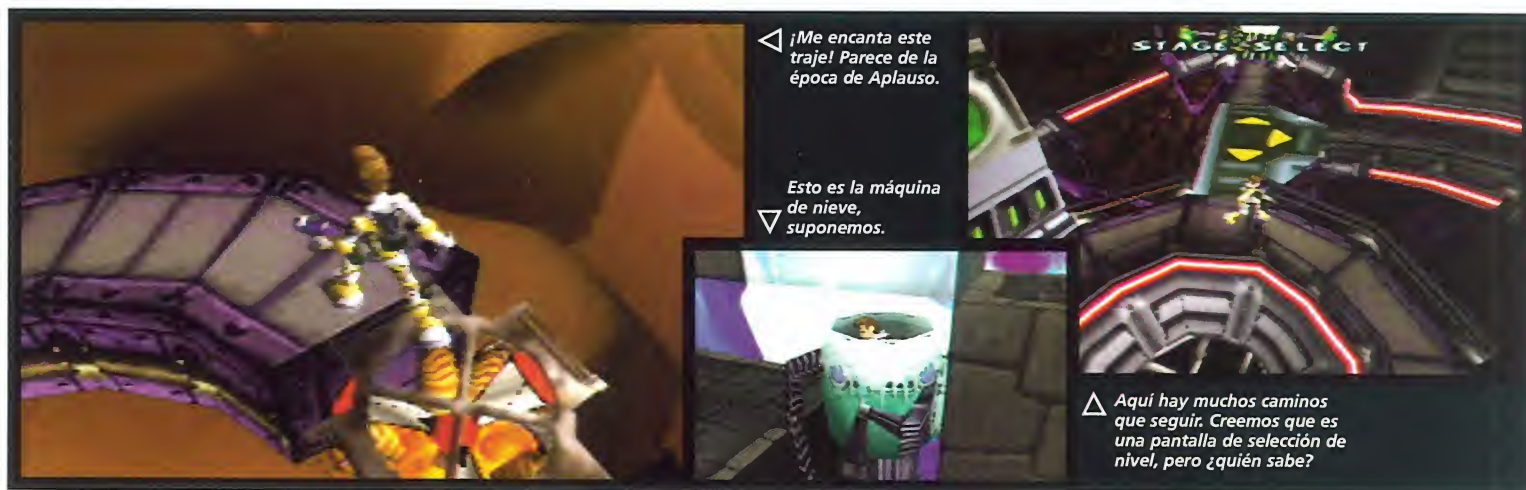 ¡Me encanta este
traje! Parece de la
época de Aplauso.
Esto es la máquina
de nieve,
suponemos.
STAGE SELECT
Aquí hay muchos caminos
que seguir. Creemos que es
una pantalla de selección de
nivel, pero ¿quién sabe?